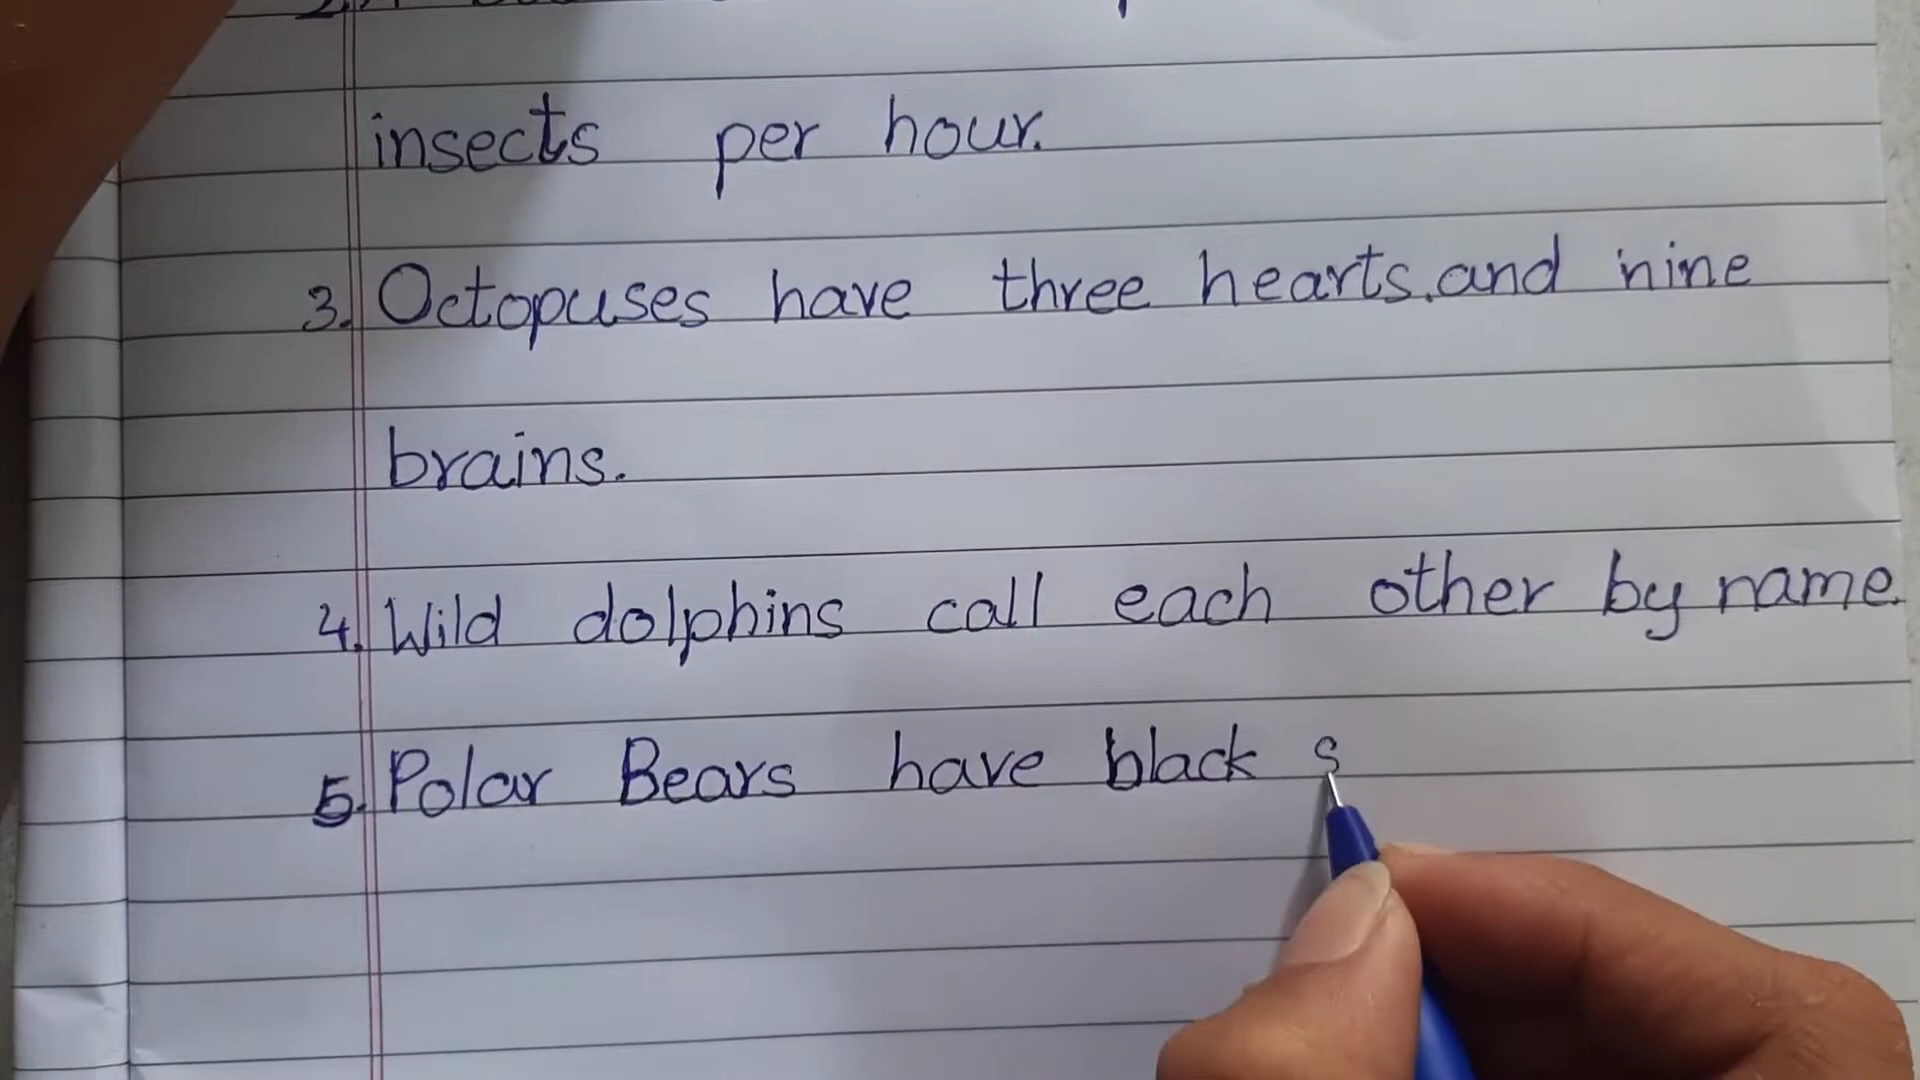 insects per hour.
3. Octopuses have three hearts.and nine
brains.
4. Wild dolphins call each other by name.
5. Polar Bears have black s